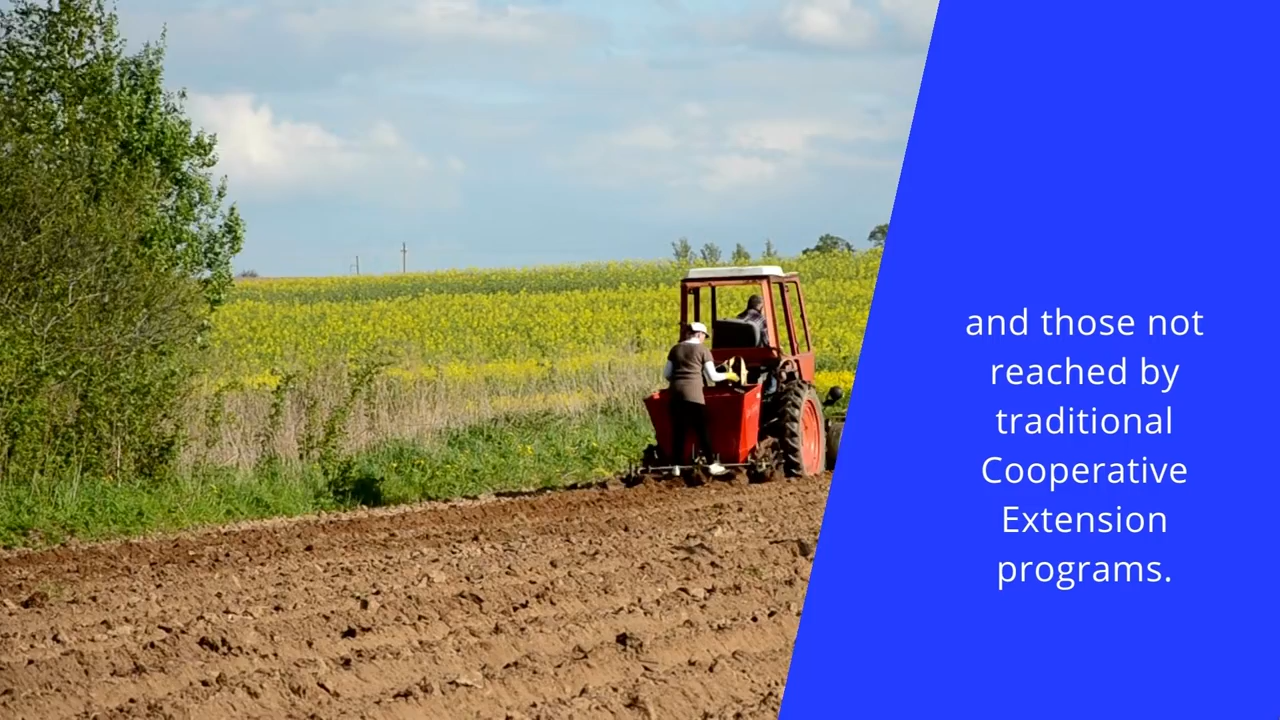 and those not
reached by
traditional
Cooperative
Extension
programs.